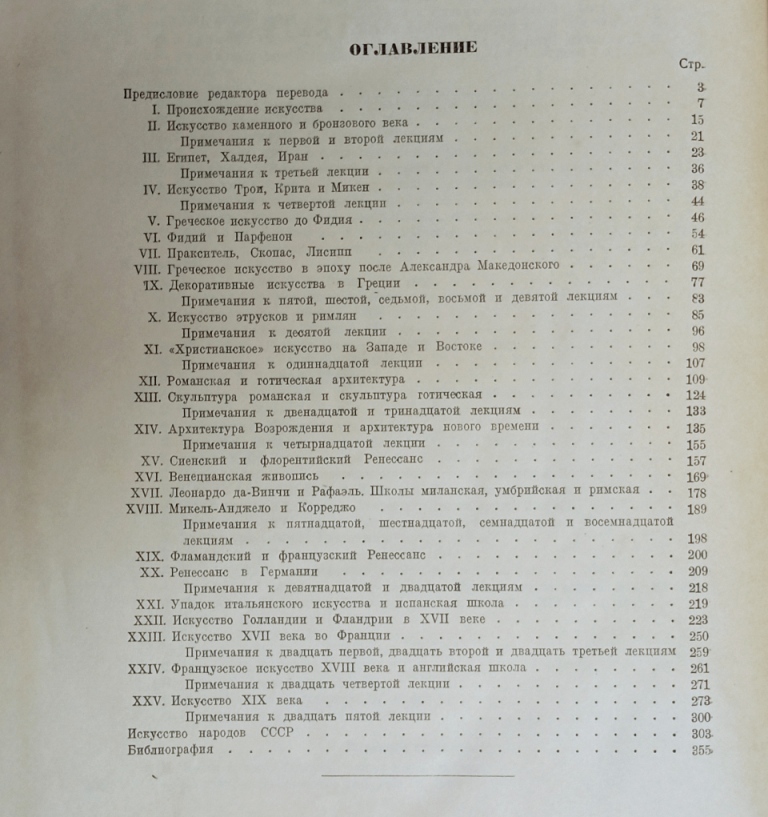 ОГЛАВЛЕНИЕ
Стр.
Предисловие редактора перевода . . . . . . . . . . . . . . . . . 3
I. Происхождение искусства . . . . . . . . . . . . . . . . . 7
II. Искусство каменного и бронзового века . . . . . . . . . . . . . 15
Примечания к первой и второй лекциям . . . . . . . . . . . 21
III. Египет, Халдея, Иран . . . . . . . . . . . . . . . . . . 23
Примечания к третьей лекции . . . . . . . . . . . . . . . 36
IV. Искусство Трои, Крита и Микен . . . . . . . . . . . . . . . 38
Примечания к четвертой лекции . . . . . . . . . . . . . . 44
V. Греческое искусство до Фидия . . . . . . . . . . . . . . . . 46
VI. Фидий и Парфенон . . . . . . . . . . . . . . . . . . 54
VII. Пракситель, Скопас, Лисипп . . . . . . . . . . . . . . . 61
VIII. Греческое искусство в эпоху после Александра Македонского . . . . . . 69
IX. Декоративные искусства в Греции . . . . . . . . . . . . . 77
Примечания к пятой, шестой, седьмой, восьмой и девятой лекциям . . . 83
X. Искусство этрусков и римлян . . . . . . . . . . . . . . . 85
Примечания к десятой лекции . . . . . . . . . . . . . . 96
XI. «Христианское» искусство на Западе и Востоке . . . . . . . . . . 98
Примечания к одиннадцатой лекции . . . . . . . . . . . . 107
XII. Романская и готическая архитектура . . . . . . . . . . . . . 109
XIII. Скульптура романская и скульптура готическая . . . . . . . . . . 124
Примечания к двенадцатой и тринадцатой лекциям . . . . . . . 133
XIV. Архитектура Возрождения и архитектура нового времени . . . . . . . 135
Примечания к четырнадцатой лекции . . . . . . . . . . . . 155
XV. Сиенский и флорентийский Ренессанс . . . . . . . . . . . . 157
XVI. Венецианская живопись . . . . . . . . . . . . . . . . . 169
XVII. Леонардо да-Винчи и Рафаэль. Школы миланская, умбрийская и римская . . 178
XVIII. Микель-Анджело и Корреджо . . . . . . . . . . . . . . . 189
Примечания к пятнадцатой, шестнадцатой, семнадцатой и восемнадцатой
лекциям . . . . . . . . . . . . . . . . . . . . . . 198
XIX. Фламандский и французский Ренессанс . . . . . . . . . . . . 200
XX. Ренессанс в Германии . . . . . . . . . . . . . . . . . 209
Примечания к девятнадцатой и двадцатой лекциям . . . . . . . 218
XXI. Упадок итальянского искусства и испанская школа . . . . . . . . . 219
XXII. Искусство Голландии и Фландрии в XVII веке . . . . . . . . . . 223
XXIII. Искусство XVII века во Франции . . . . . . . . . . . . . . 250
Примечания к двадцать первой, двадцать второй и двадцать третьей лекциям 259
XXIV. Французское искусство XVIII века и английская школа . . . . . . . . 261
Примечания к двадцать четвертой лекции . . . . . . . . . . . 271
XXV. Искусство XIX века . . . . . . . . . . . . . . . . . . 273
Примечания к двадцать пятой лекции . . . . . . . . . . . . 300
Искусство народов СССР . . . . . . . . . . . . . . . . . . . 303
Библиография . . . . . . . . . . . . . . . . . . . . . . . 355